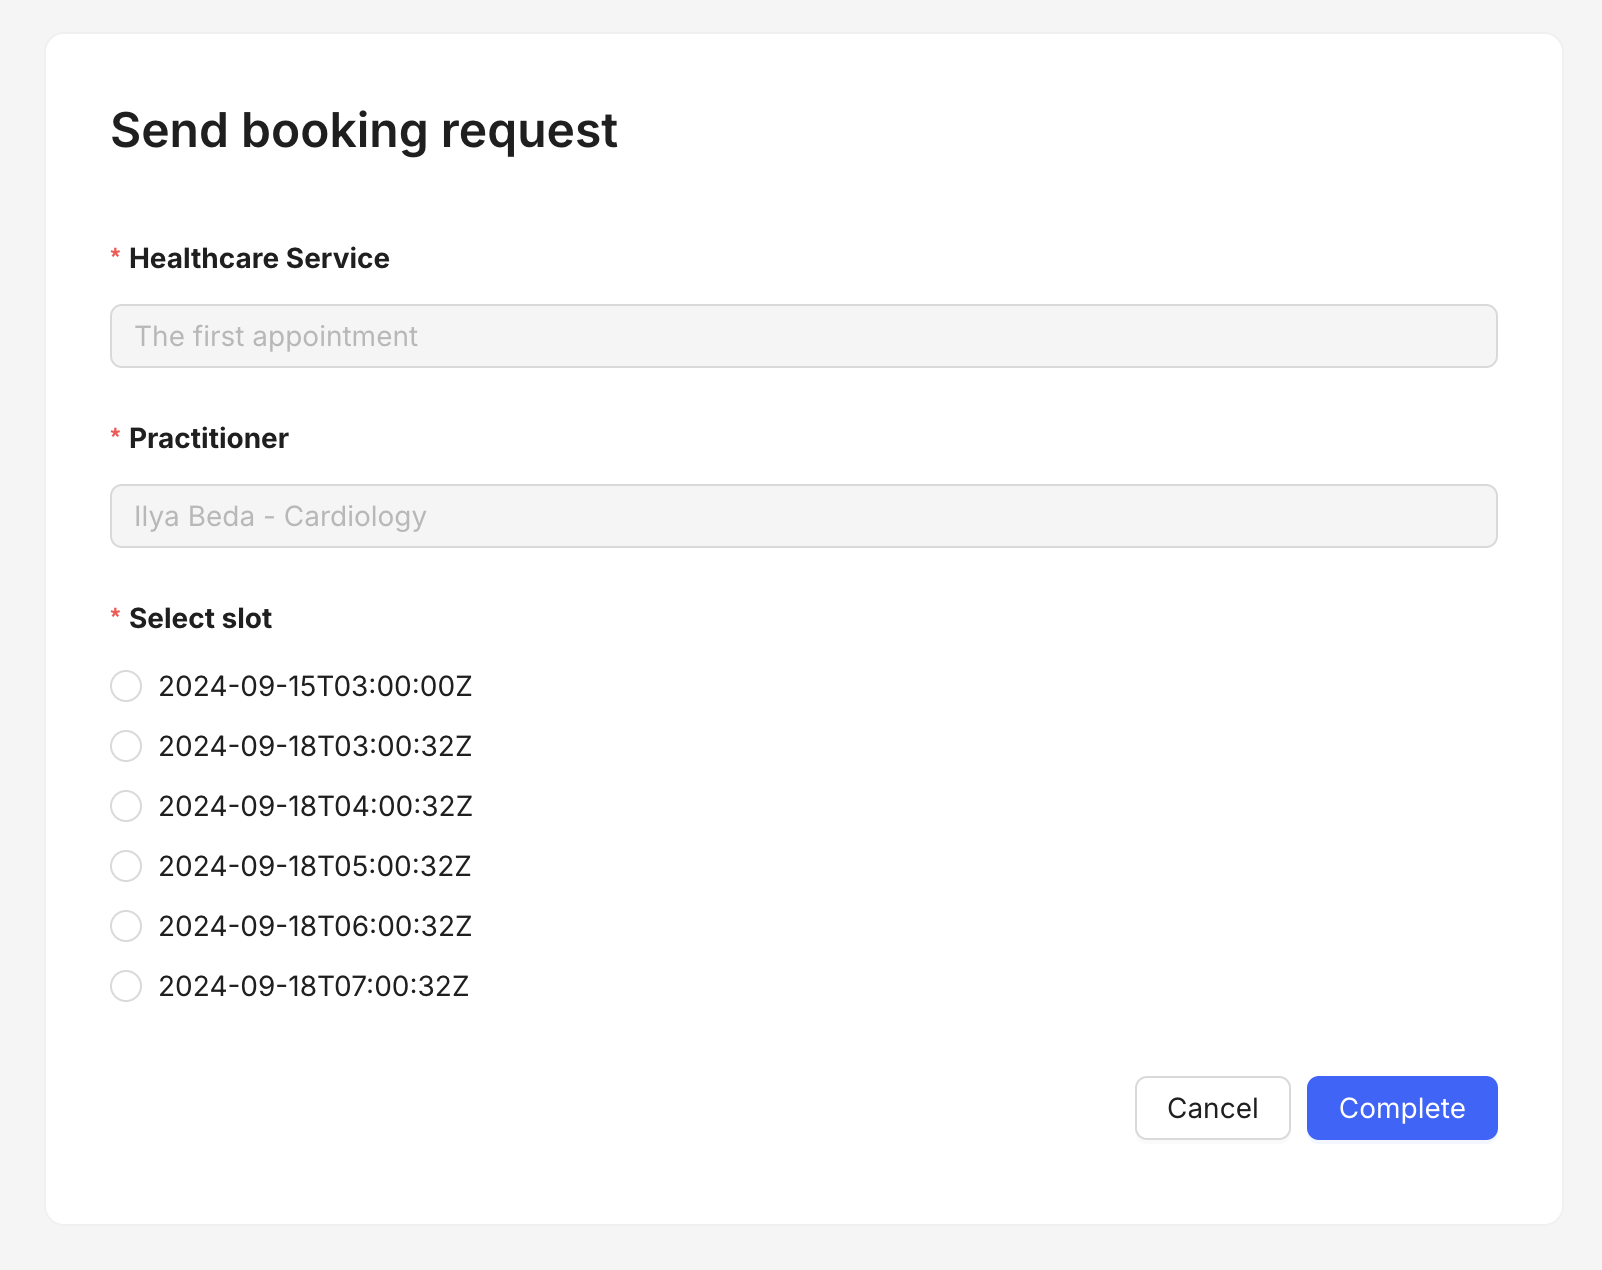 Send booking request
* Healthcare Service
The first appointment
* Practitioner
Ilya Beda - Cardiology
* Select slot
2024-09-15T03:00:00Z
2024-09-18T03:00:32Z
2024-09-18T04:00:32Z
2024-09-18T05:00:32Z
2024-09-18T06:00:32Z
2024-09-18T07:00:32Z
Cancel Complete